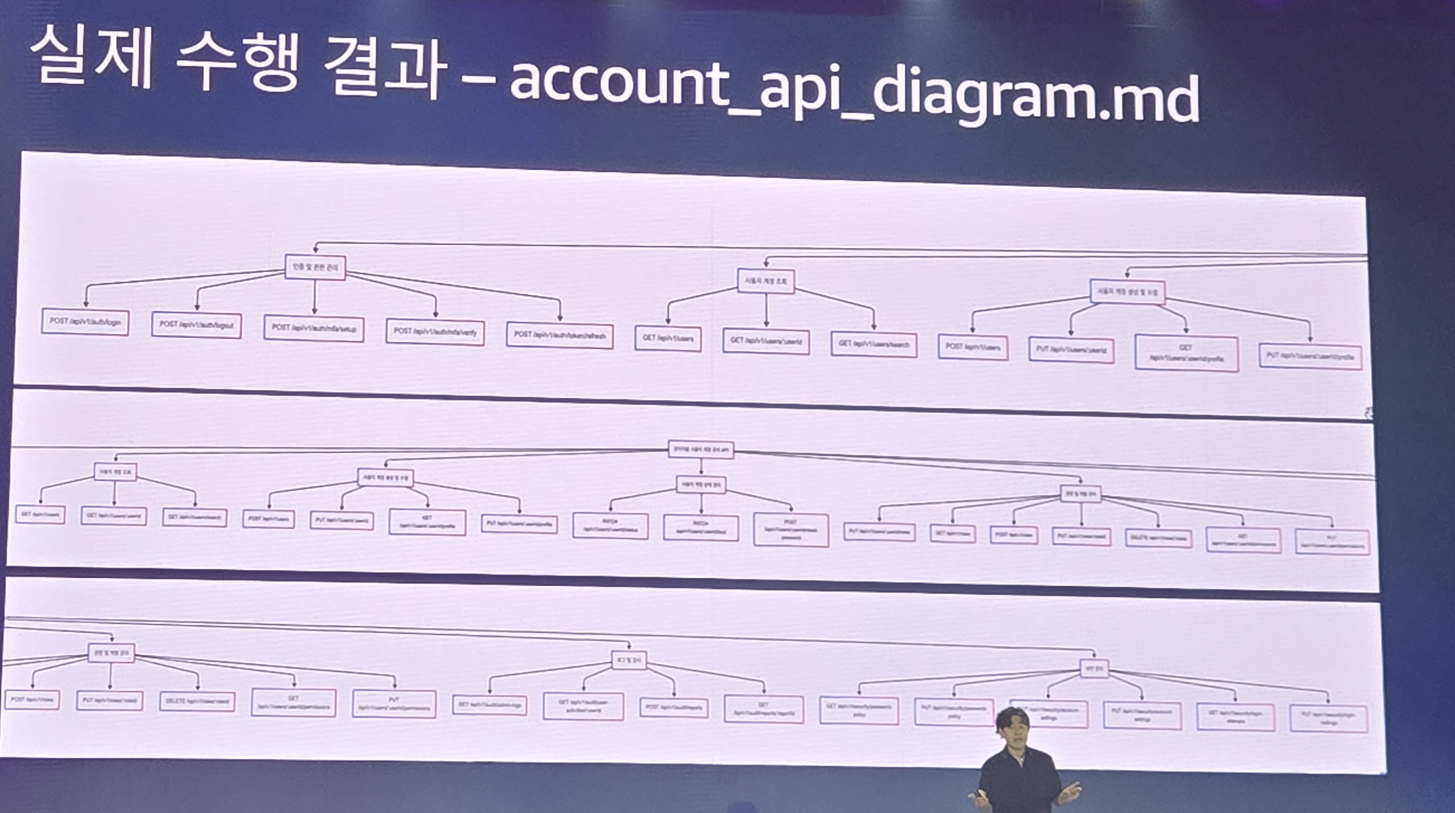 실제 수행 결과 – account_api_diagram.md
인증 및 권한 관리
사용자 계정 조회
사용자 계정 생성 및 수정
POST /api/v1/auth/login
POST /api/v1/auth/logout
POST /api/v1/auth/mfa/setup
POST /api/v1/auth/mfa/verify
POST /api/v1/auth/token/refresh
GET /api/v1/users
GET /api/v1/users/:userId
GET /api/v1/users/search
POST /api/v1/users
PUT /api/v1/users/:userId
GET
/api/v1/users/:userId/profile
PUT /api/v1/users/:userId/profile
관리자용 사용자 계정 관리 API
사용자 계정 조회
사용자 계정 생성 및 수정
사용자 계정 상태 관리
권한 및 역할 관리
GET /api/v1/users
GET /api/v1/users/:userId
GET /api/v1/users/search
POST /api/v1/users
PUT /api/v1/users/:userId
GET
/api/v1/users/:userId/profile
PUT /api/v1/users/:userId/profile
PATCH
/api/v1/users/:userId/status
PATCH
/api/v1/users/:userId/lock
POST
GET /api/v1/roles
POST /api/v1/roles
PUT /api/v1/roles/:roleId
DELETE /api/v1/roles/:roleId
GET
/api/v1/users/:userId/permissions
PUT
/api/v1/users/:userId/permissions
권한 및 역할 관리
로그 및 감사
보안 관리
POST /api/v1/roles
PUT /api/v1/roles/:roleId
DELETE /api/v1/roles/:roleId
GET
/api/v1/users/:userId/permissions
PUT
/api/v1/users/:userId/permissions
GET /api/v1/audit/admin-logs
GET /api/v1/audit/user-
activities/:userId
POST /api/v1/audit/reports
GET
/api/v1/audit/reports/:reportId
GET /api/v1/security/password-
policy
PUT /api/v1/security/password-
policy
settings
PUT /api/v1/security/session-
settings
GET /api/v1/security/login-
attempts
PUT /api/v1/security/login-
settings